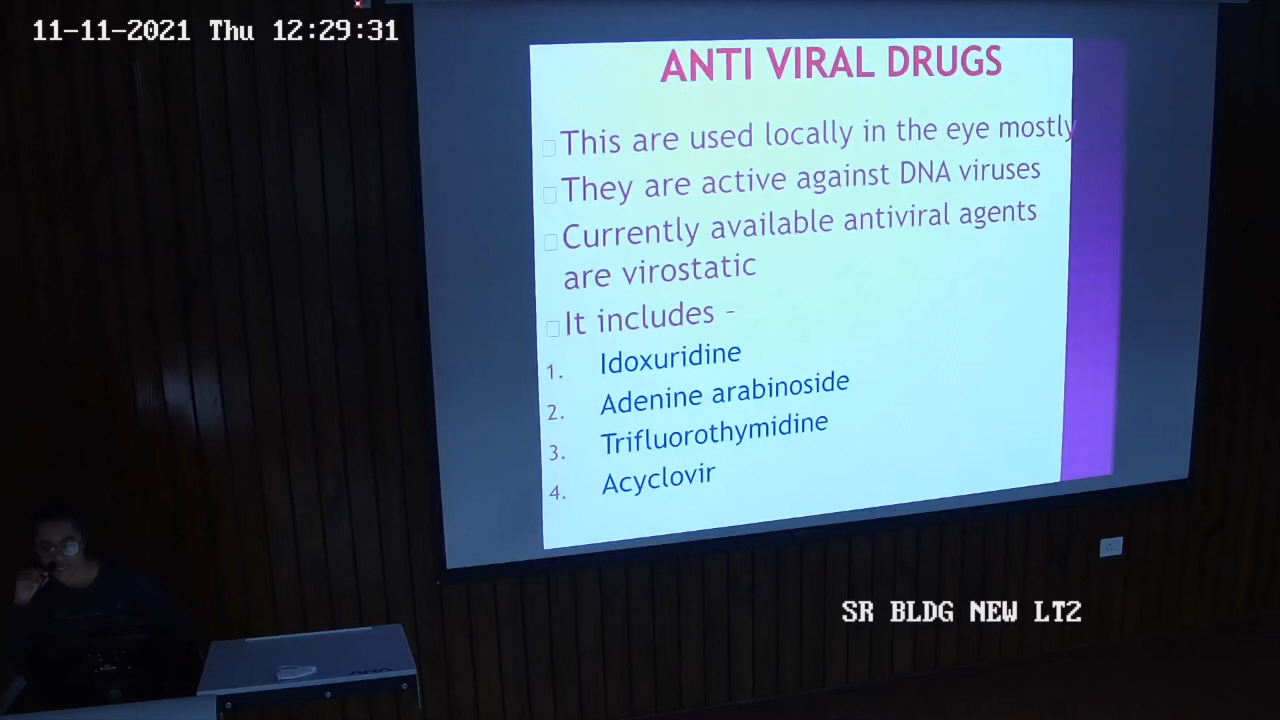 11-11-2021 Thu 12:29:31
ANTI VIRAL DRUGS
This are used locally in the eye mostly
They are active against DNA viruses
Currently available antiviral agents
are virostatic
It includes –
1. Idoxuridine
2. Adenine arabinoside
3. Trifluorothymidine
4. Acyclovir
SR BLDG NEW LT2